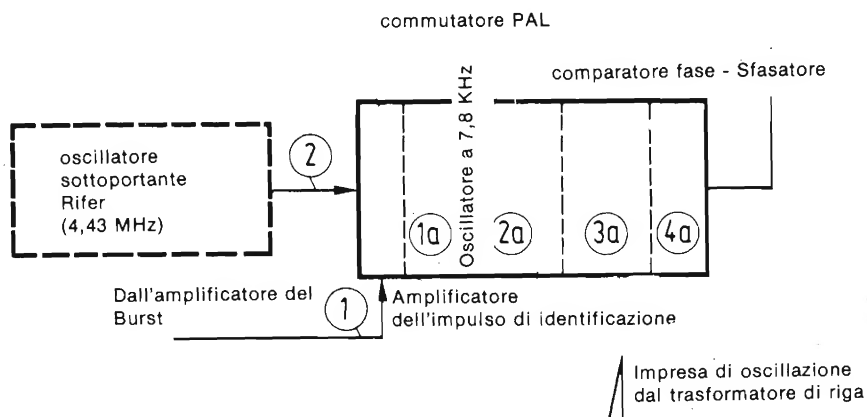 commutatore PAL
comparatore fase - Sfasatore
Oscillatore a 7,8 KHz
oscillatore
sottoportante
Rifer
(4,43 MHz)
2
1a
2a
3a
4a
Dall'amplificatore del
Burst
1
Amplificatore
dell'impulso di identificazione
Impresa di oscillazione
dal trasformatore di riga